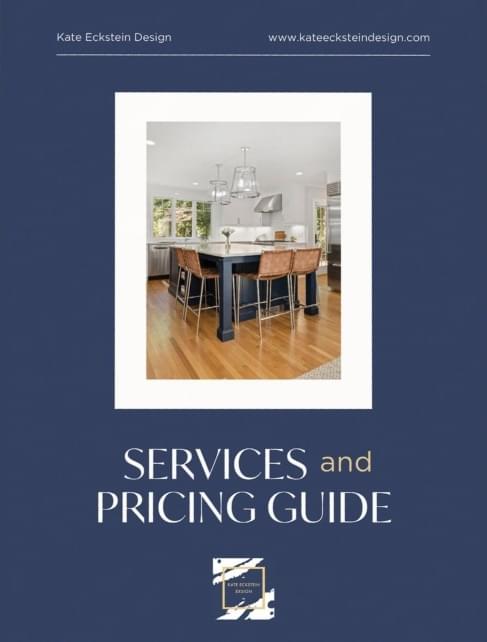 Kate Eckstein Design
www.kateecksteindesign.com
SERVICES and
PRICING GUIDE
KATE ECKSTEIN
DESIGN